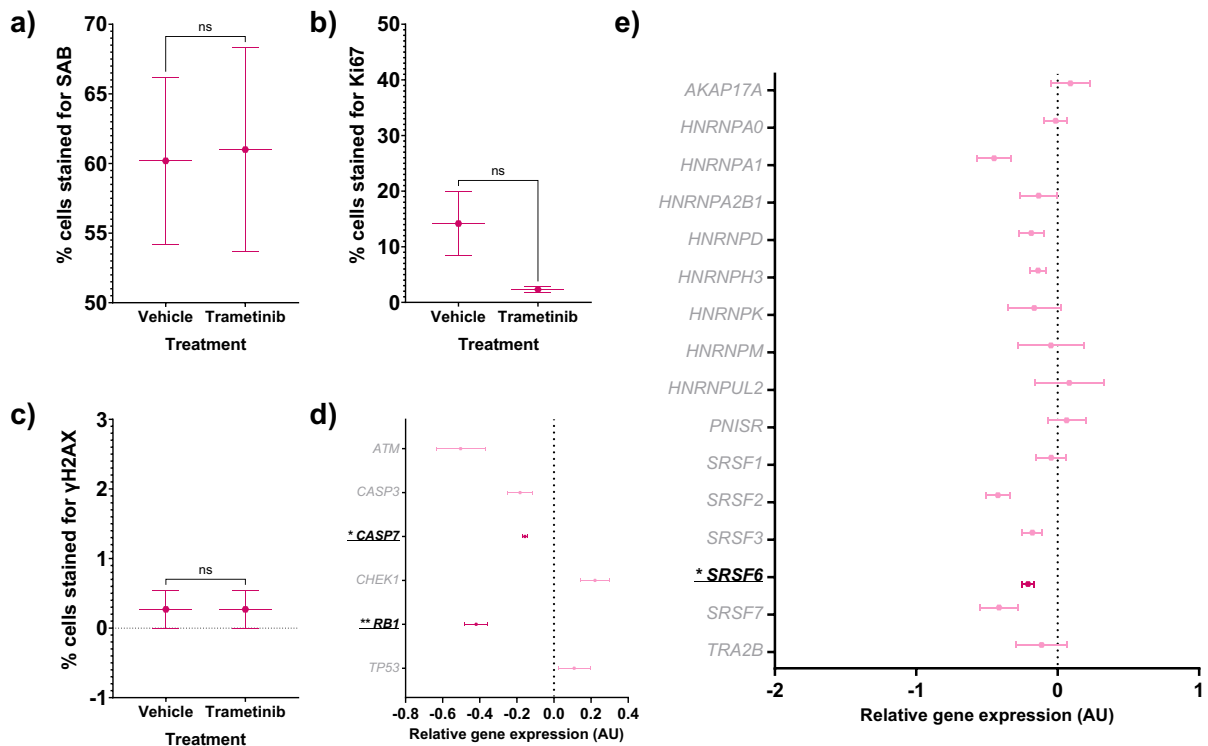 a)
% cells stained for SAB
70
65
60
55
50
ns
Vehicle Trametinib
Treatment
b)
% cells stained for Ki67
50
40
30
20
10
0
ns
Vehicle Trametinib
Treatment
c)
% cells stained for γH2AX
3
2
1
0
-1
ns
Vehicle Trametinib
Treatment
d)
ATM
CASP3
* CASP7
CHEK1
** RB1
TP53
-0.8 -0.6 -0.4 -0.2 0.0 0.2 0.4
Relative gene expression (AU)
e)
AKAP17A
HNRNPA0
HNRNPA1
HNRNPA2B1
HNRNPD
HNRNPH3
HNRNPK
HNRNPM
HNRNPUL2
PNISR
SRSF1
SRSF2
SRSF3
* SRSF6
SRSF7
TRA2B
-2 -1 0 1
Relative gene expression (AU)